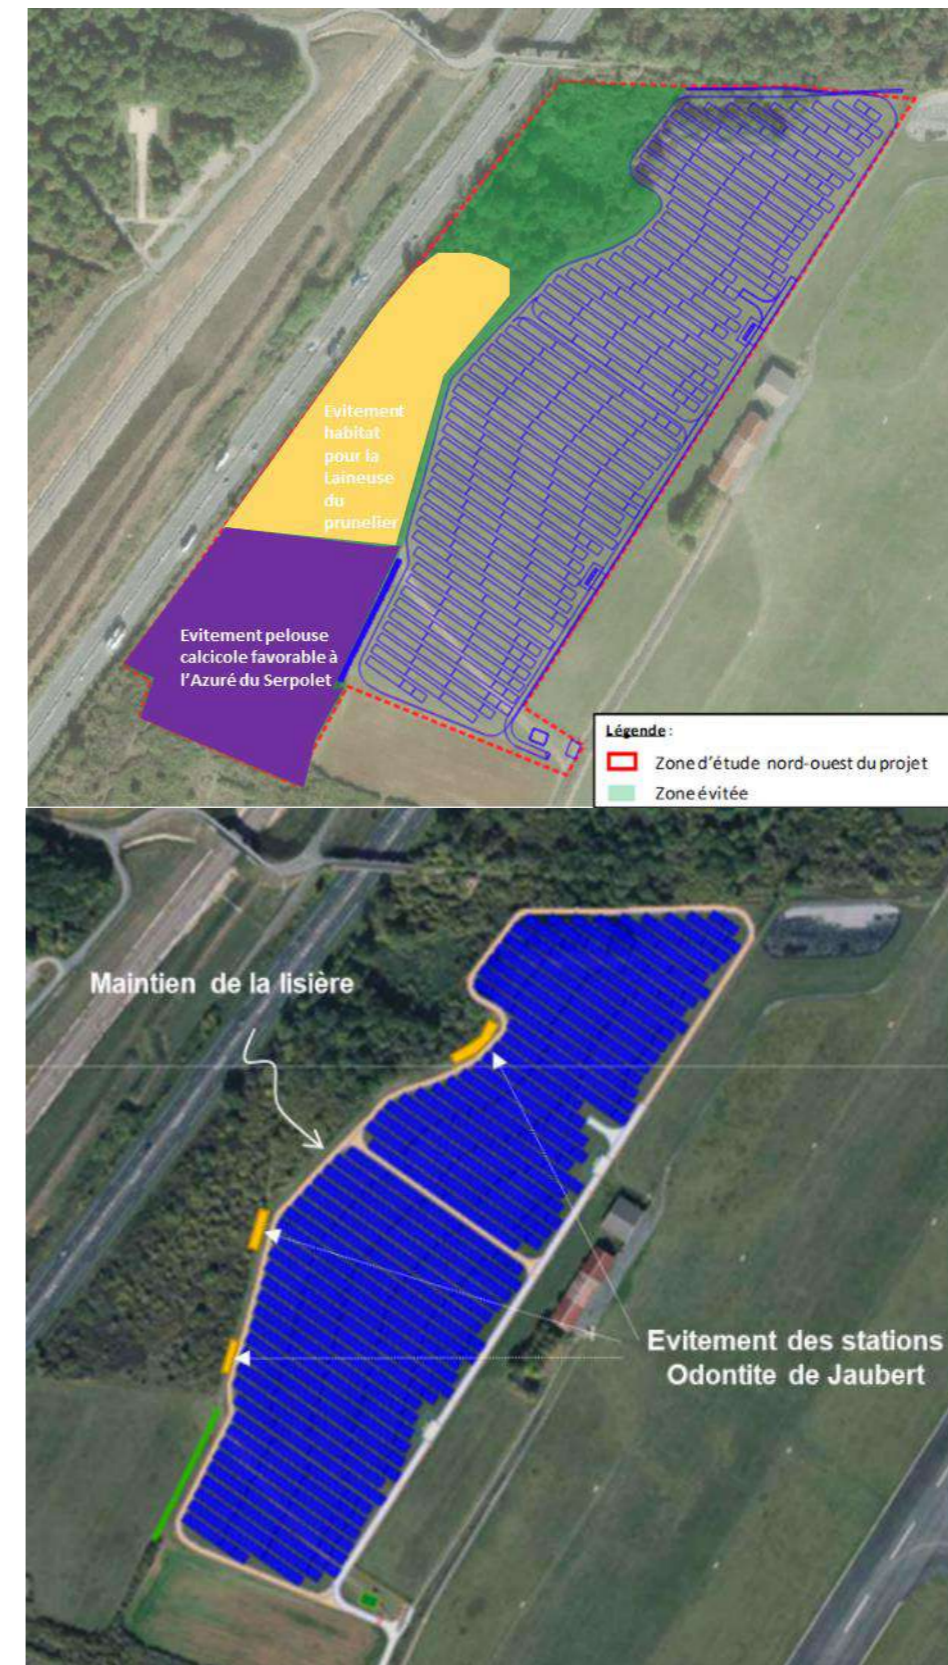 Evitement
habitat
pour la
Laineuse
du
prunelier
Evitement pelouse
calcicole favorable à
l'Azuré du Serpolet
Légende :
Zone d'étude nord-ouest du projet
Zone évitée
Maintien de la lisière
Evitement des stations
Odontite de Jaubert